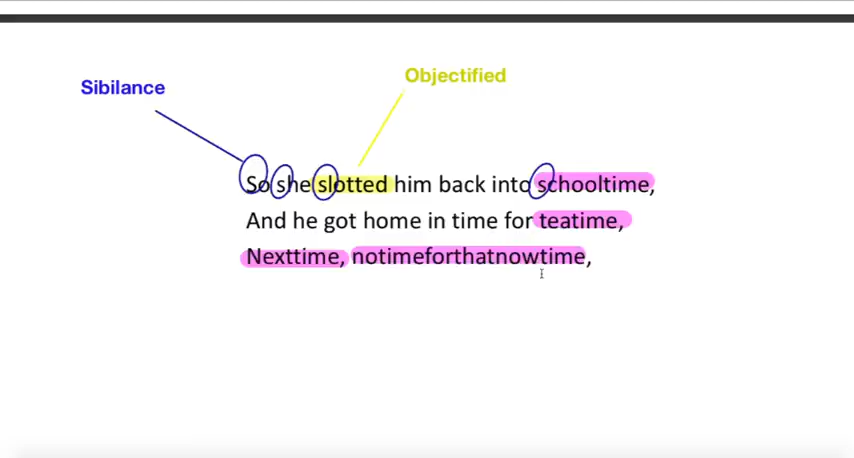 Objectified
Sibilance
So she slotted him back into schooltime,
And he got home in time for teatime,
Nexttime, notimeforthatnowtime,